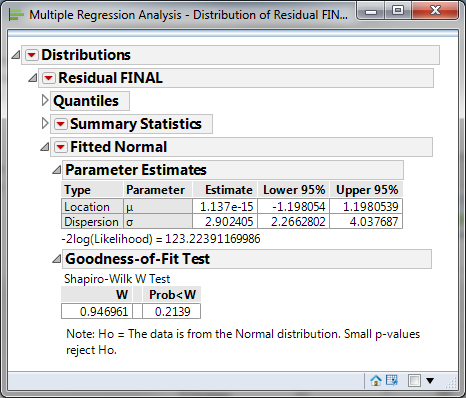 Multiple Regression Analysis - Distribution of Residual FIN...
Distributions
Residual FINAL
Quantiles
Summary Statistics
Fitted Normal
Parameter Estimates
Type Parameter Estimate Lower 95% Upper 95%
Location μ 1.137e-15 -1.198054 1.1980539
Dispersion σ 2.902405 2.2662802 4.037687
-2log(Likelihood) = 123.22391169986
Goodness-of-Fit Test
Shapiro-Wilk W Test
W Prob<W
0.946961 0.2139
Note: Ho = The data is from the Normal distribution. Small p-values
reject Ho.